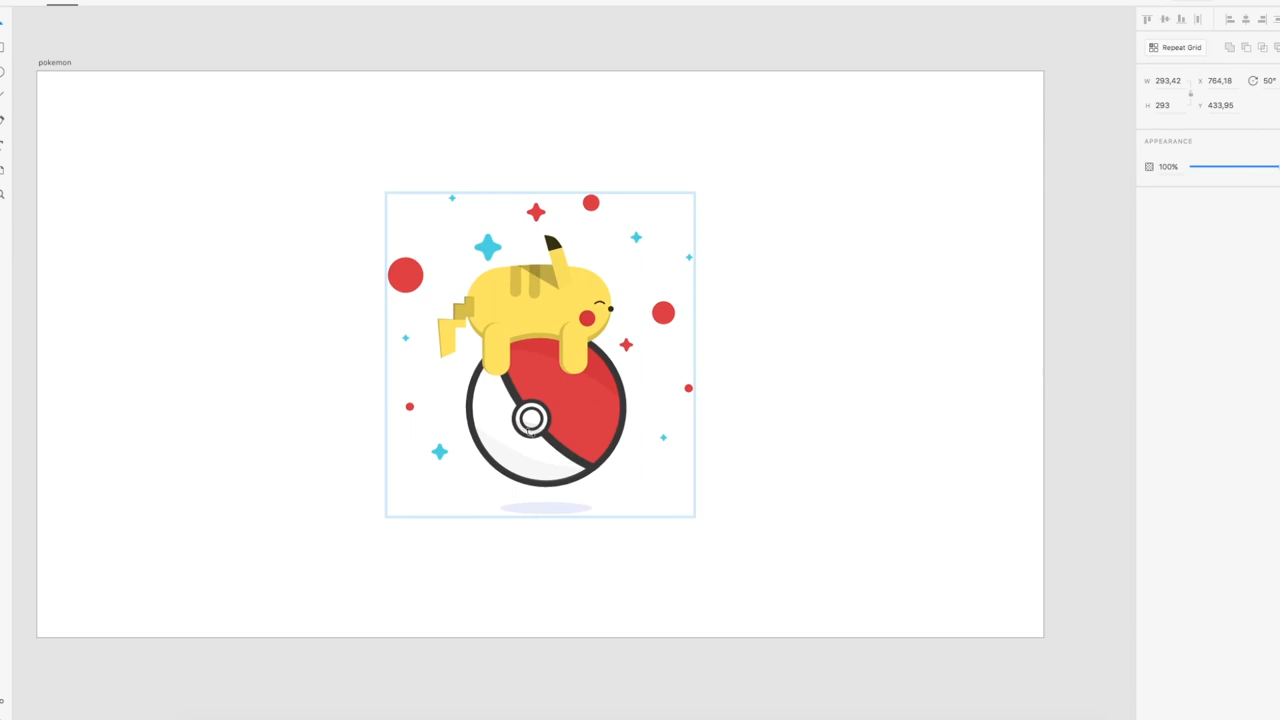 pokemon
Repeat Grid
W 293,42 X 764,18 50°
H 293 Y 433,95
APPEARANCE
100%